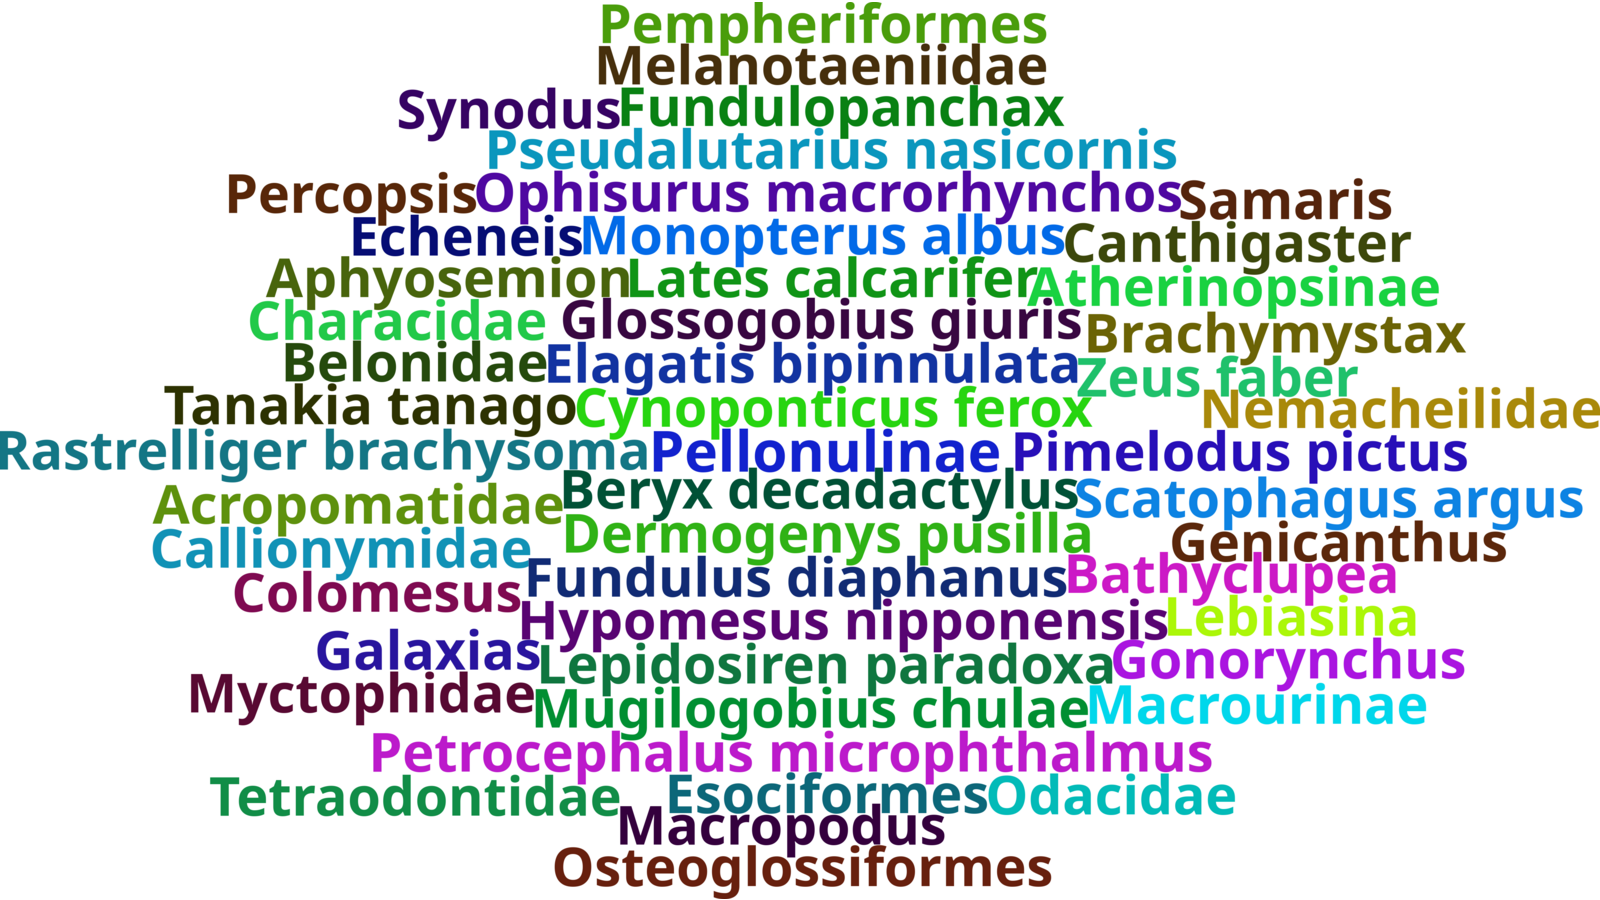 Pempheriformes
Melanotaeniidae
Synodus Fundulopanchax
Pseudalutarius nasicornis
Percopsis Ophisurus macrorhynchos Samaris
Echeneis Monopterus albus Canthigaster
Aphyosemion Lates calcarifer Atherinopsinae
Characidae Glossogobius giuris Brachymystax
Belonidae Elagatis bipinnulata Zeus faber
Tanakia tanago Cynoponticus ferox Nemacheilidae
Rastrelliger brachysoma Pellonulinae Pimelodus pictus
Acropomatidae Beryx decadactylus Scatophagus argus
Callionymidae Dermogenys pusilla Genicanthus
Colomesus Fundulus diaphanus Bathyclupea
Hypomesus nipponensis Lebiasina
Galaxias Lepidosiren paradoxa Gonorynchus
Myctophidae Mugilogobius chulae Macrourinae
Petrocephalus microphthalmus
Tetraodontidae Esociformes Odacidae
Macropodus
Osteoglossiformes